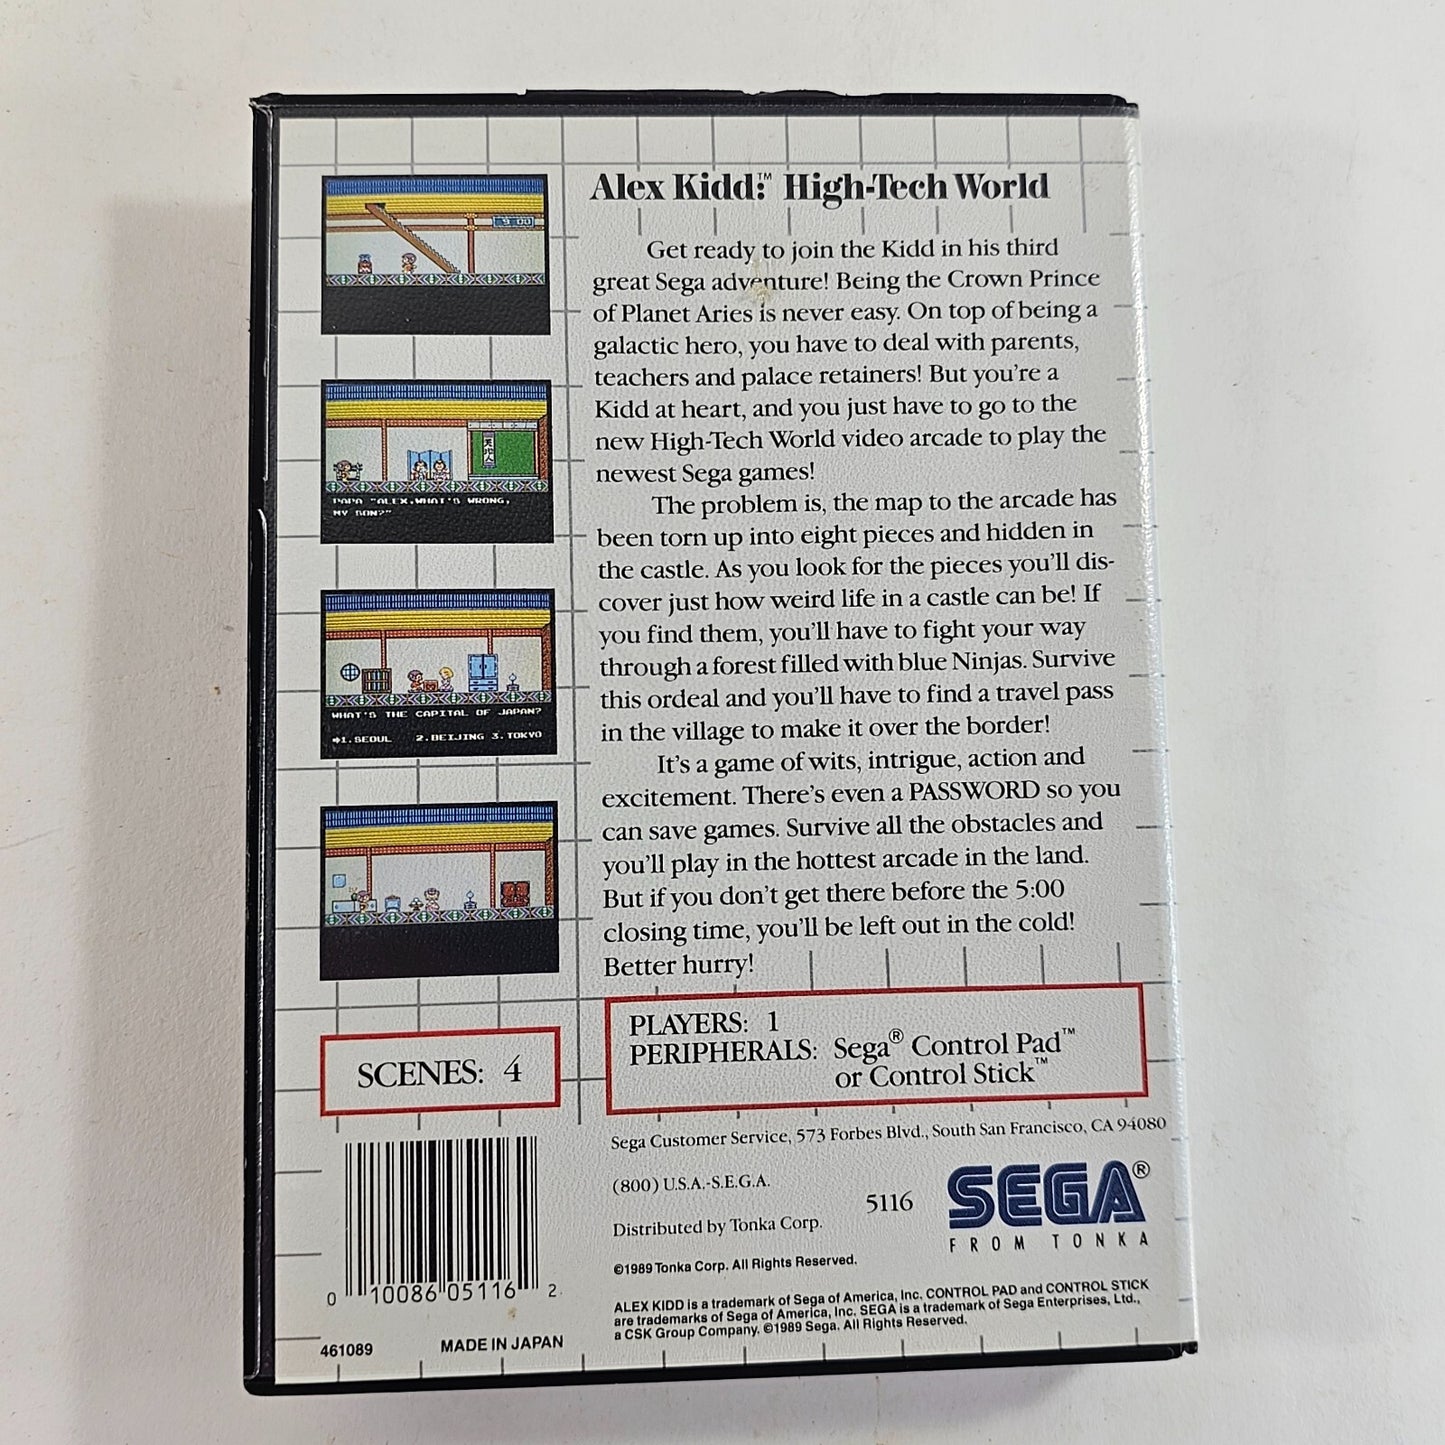 Alex Kidd:™ High-Tech World
Get ready to join the Kidd in his third
great Sega adventure! Being the Crown Prince
of Planet Aries is never easy. On top of being a
galactic hero, you have to deal with parents,
teachers and palace retainers! But you're a
Kidd at heart, and you just have to go to the
new High-Tech World video arcade to play the
newest Sega games!
The problem is, the map to the arcade has
been torn up into eight pieces and hidden in
the castle. As you look for the pieces you'll dis-
cover just how weird life in a castle can be! If
you find them, you'll have to fight your way
through a forest filled with blue Ninjas. Survive
this ordeal and you'll have to find a travel pass
in the village to make it over the border!
It's a game of wits, intrigue, action and
excitement. There's even a PASSWORD so you
can save games. Survive all the obstacles and
you'll play in the hottest arcade in the land.
But if you don't get there before the 5:00
closing time, you'll be left out in the cold!
Better hurry!
9:00
PAPA "ALEX,WHAT'S WRONG,
MY SON?"
WHAT'S THE CAPITAL OF JAPAN?
➔1.SEOUL 2.BEIJING 3.TOKYO
SCENES: 4
PLAYERS: 1
PERIPHERALS: Sega® Control Pad™
or Control Stick™
Sega Customer Service, 573 Forbes Blvd., South San Francisco, CA 94080
(800) U.S.A.-S.E.G.A.
5116
Distributed by Tonka Corp.
SEGA®
FROM TONKA
©1989 Tonka Corp. All Rights Reserved.
ALEX KIDD is a trademark of Sega of America, Inc. CONTROL PAD and CONTROL STICK
are trademarks of Sega of America, Inc. SEGA is a trademark of Sega Enterprises, Ltd.,
a CSK Group Company. ©1989 Sega. All Rights Reserved.
0 10086 05116 2
461089 MADE IN JAPAN